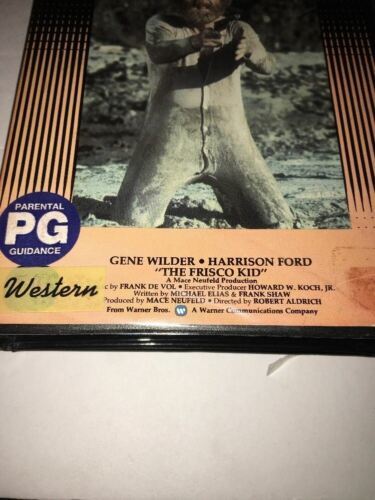 PARENTAL
PG
GUIDANCE
Western
GENE WILDER • HARRISON FORD
"THE FRISCO KID"
A Mace Neufeld Production
by FRANK DE VOL • Executive Producer HOWARD W. KOCH, JR.
Written by MICHAEL ELIAS & FRANK SHAW
Produced by MACE NEUFELD • Directed by ROBERT ALDRICH
From Warner Bros. W A Warner Communications Company